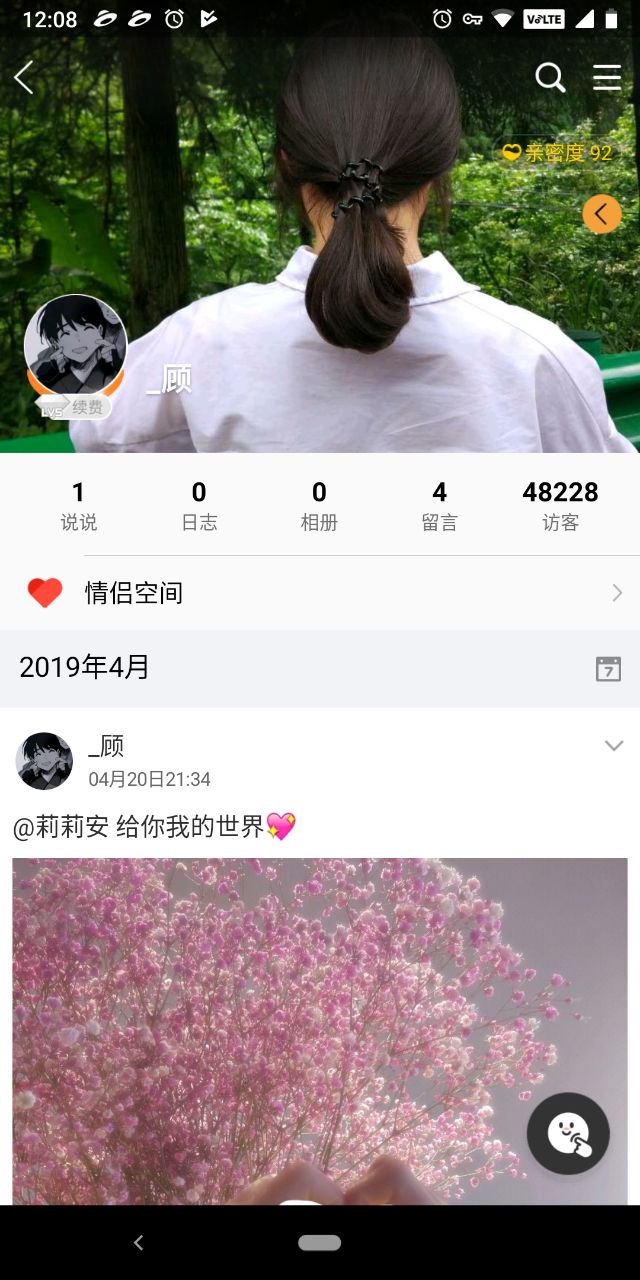 12:08
VoLTE
亲密度 92
_顾
LV5 续费
1 0 0 4 48228
说说 日志 相册 留言 访客
情侣空间
2019年4月
7
_顾
04月20日21:34
@莉莉安 给你我的世界💖